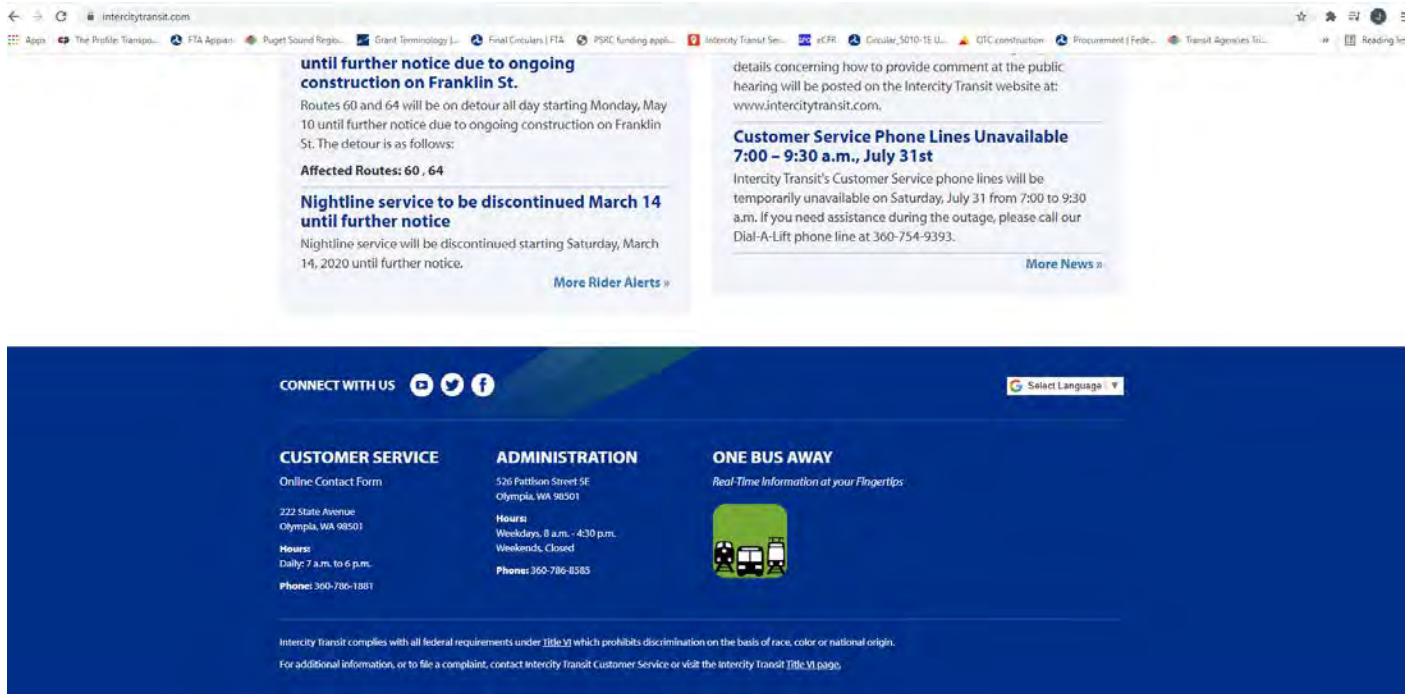 intercitytransit.com
Apps The Profile: Transpo... FTA Appian Puget Sound Regio... Grant Terminology |... Final Circulars | FTA PSRC funding appli... Intercity Transit Ser... eCFR Circular_5010-1E U... OTC construction Procurement | Fede... Transit Agencies Tri... » Reading list
until further notice due to ongoing
construction on Franklin St.
Routes 60 and 64 will be on detour all day starting Monday, May
10 until further notice due to ongoing construction on Franklin
St. The detour is as follows:
Affected Routes: 60 , 64
Nightline service to be discontinued March 14
until further notice
Nightline service will be discontinued starting Saturday, March
14, 2020 until further notice.
More Rider Alerts »
details concerning how to provide comment at the public
hearing will be posted on the Intercity Transit website at:
www.intercitytransit.com.
Customer Service Phone Lines Unavailable
7:00 – 9:30 a.m., July 31st
Intercity Transit's Customer Service phone lines will be
temporarily unavailable on Saturday, July 31 from 7:00 to 9:30
a.m. If you need assistance during the outage, please call our
Dial-A-Lift phone line at 360-754-9393.
More News »
CONNECT WITH US
Select Language ▼
CUSTOMER SERVICE
Online Contact Form
222 State Avenue
Olympia, WA 98501
Hours:
Daily: 7 a.m. to 6 p.m.
Phone: 360-786-1881
ADMINISTRATION
526 Pattison Street SE
Olympia, WA 98501
Hours:
Weekdays, 8 a.m. - 4:30 p.m.
Weekends, Closed
Phone: 360-786-8585
ONE BUS AWAY
Real-Time Information at your Fingertips
Intercity Transit complies with all federal requirements under Title VI which prohibits discrimination on the basis of race, color or national origin.
For additional information, or to file a complaint, contact Intercity Transit Customer Service or visit the Intercity Transit Title VI page.